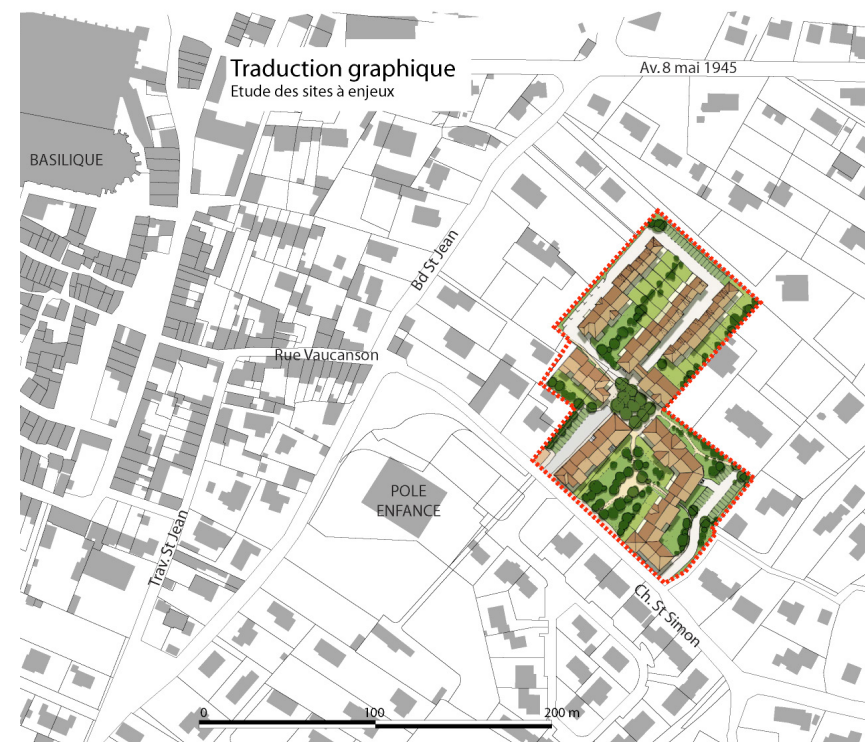 Traduction graphique
Etude des sites à enjeux
Av. 8 mai 1945
BASILIQUE
Bd St Jean
Rue Vaucanson
POLE
ENFANCE
Trav. St Jean
Ch. St Simon
0 100 200 m